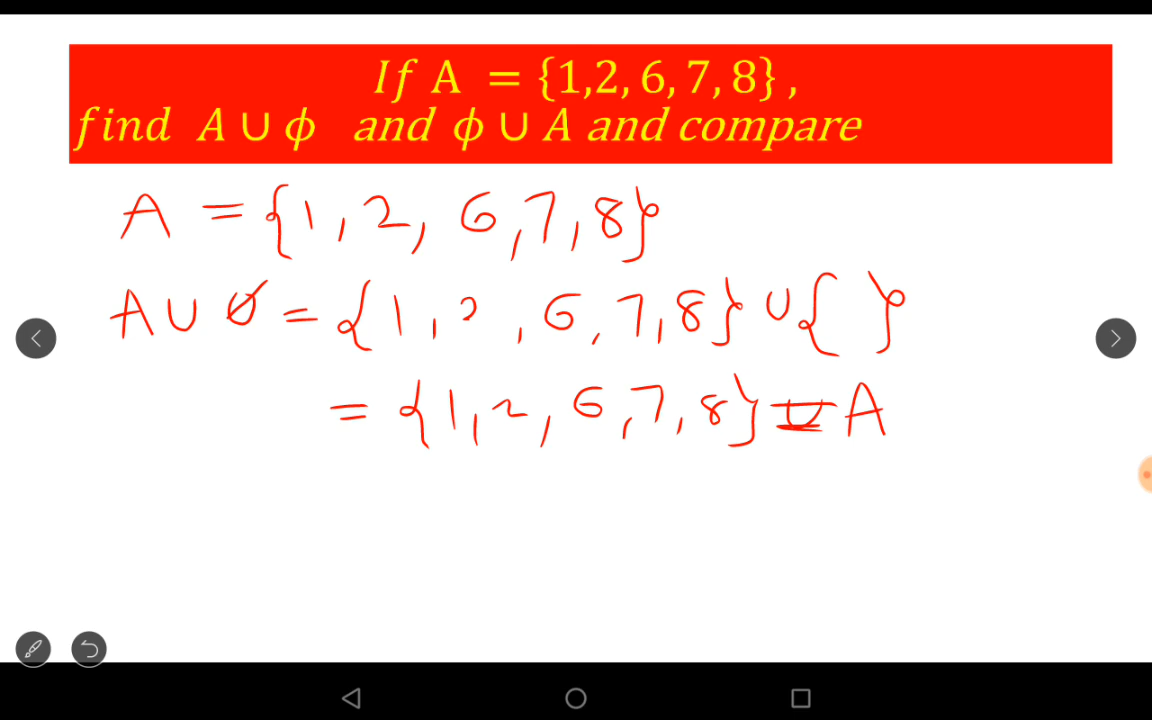 If A = {1,2, 6, 7, 8} ,
find A ∪ ϕ and ϕ ∪ A and compare
A = {1, 2, 6, 7, 8}
A ∪ ∅ = {1, 2, 6, 7, 8} ∪ { }
= {1, 2, 6, 7, 8} = A